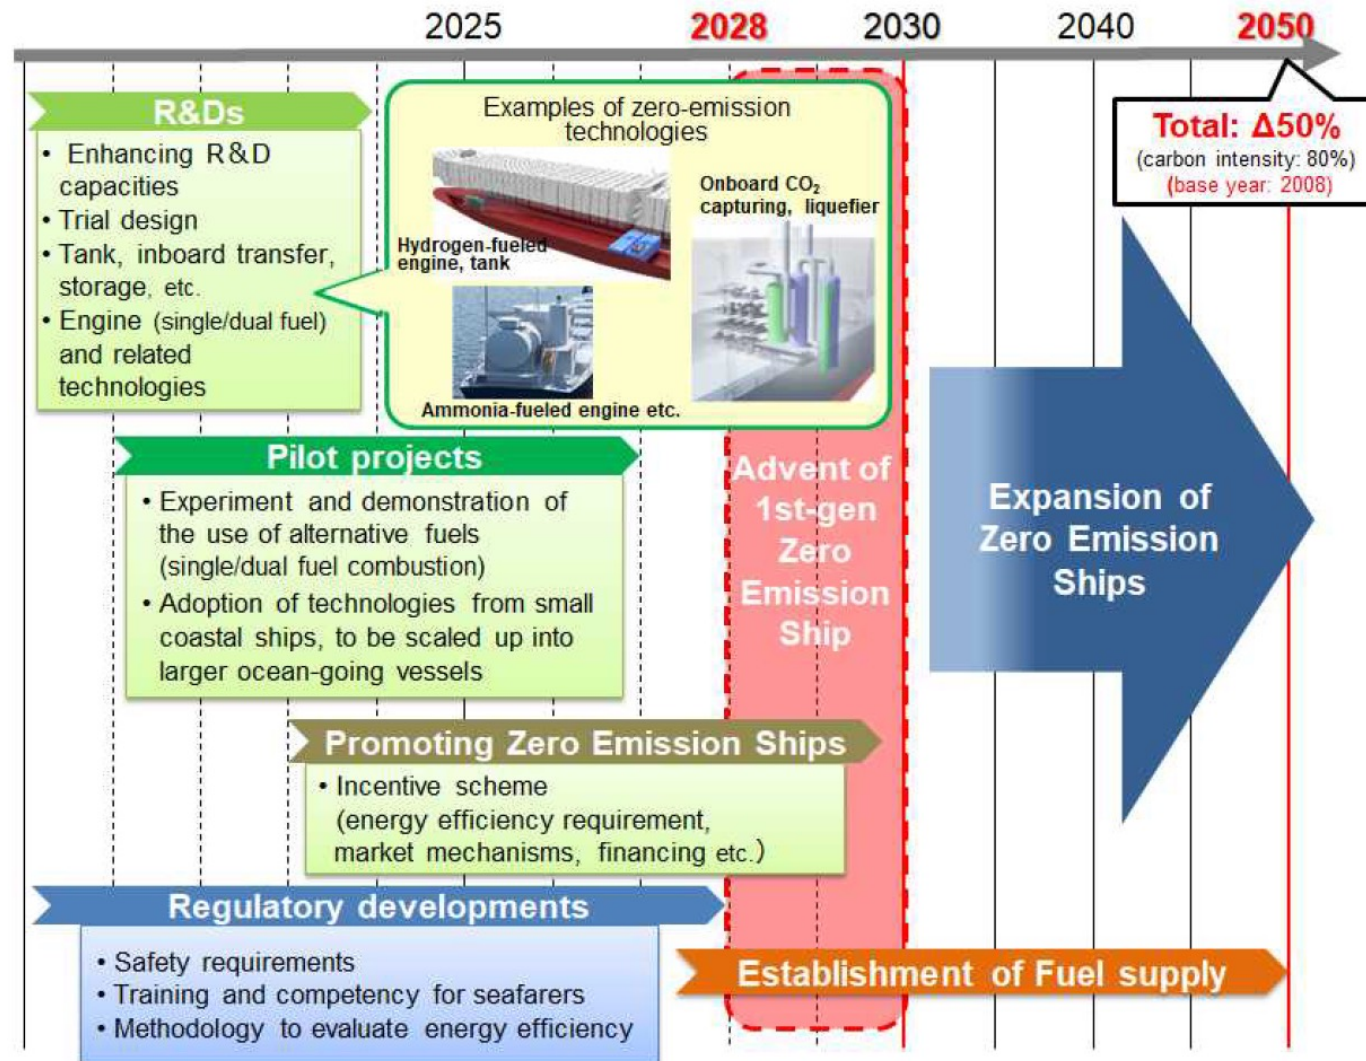 2025
2028
2030
2040
2050
Total: Δ50%
(carbon intensity: 80%)
(base year: 2008)
R&Ds
• Enhancing R&D
capacities
• Trial design
• Tank, inboard transfer,
storage, etc.
• Engine (single/dual fuel)
and related
technologies
Examples of zero-emission
technologies
Hydrogen-fueled
engine, tank
Onboard CO₂
capturing, liquefier
Ammonia-fueled engine etc.
Pilot projects
• Experiment and demonstration of
the use of alternative fuels
(single/dual fuel combustion)
• Adoption of technologies from small
coastal ships, to be scaled up into
larger ocean-going vessels
Advent of
1st-gen
Zero
Emission
Ship
Expansion of
Zero Emission
Ships
Promoting Zero Emission Ships
• Incentive scheme
(energy efficiency requirement,
market mechanisms, financing etc.)
Regulatory developments
• Safety requirements
• Training and competency for seafarers
• Methodology to evaluate energy efficiency
Establishment of Fuel supply